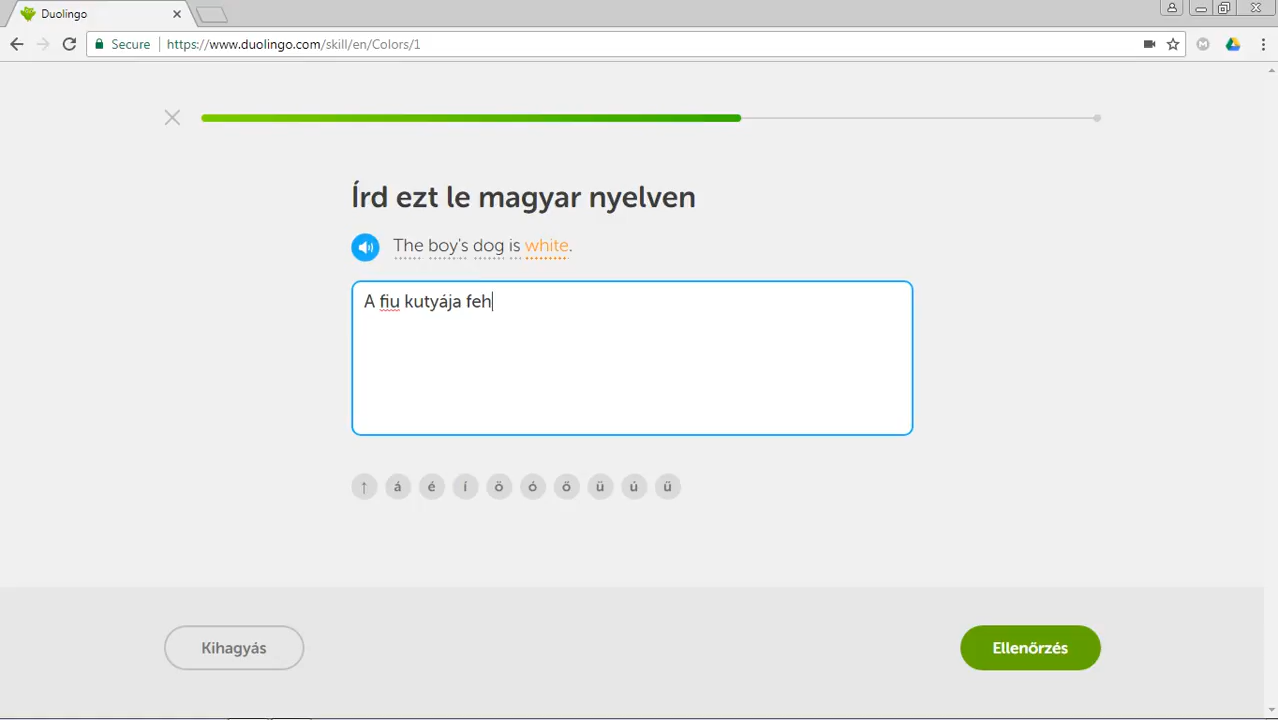 Duolingo
Secure https://www.duolingo.com/skill/en/Colors/1
Írd ezt le magyar nyelven
The boy's dog is white.
A fiu kutyája feh
↑ á é í ö ó ő ü ú ü
Kihagyás
Ellenőrzés